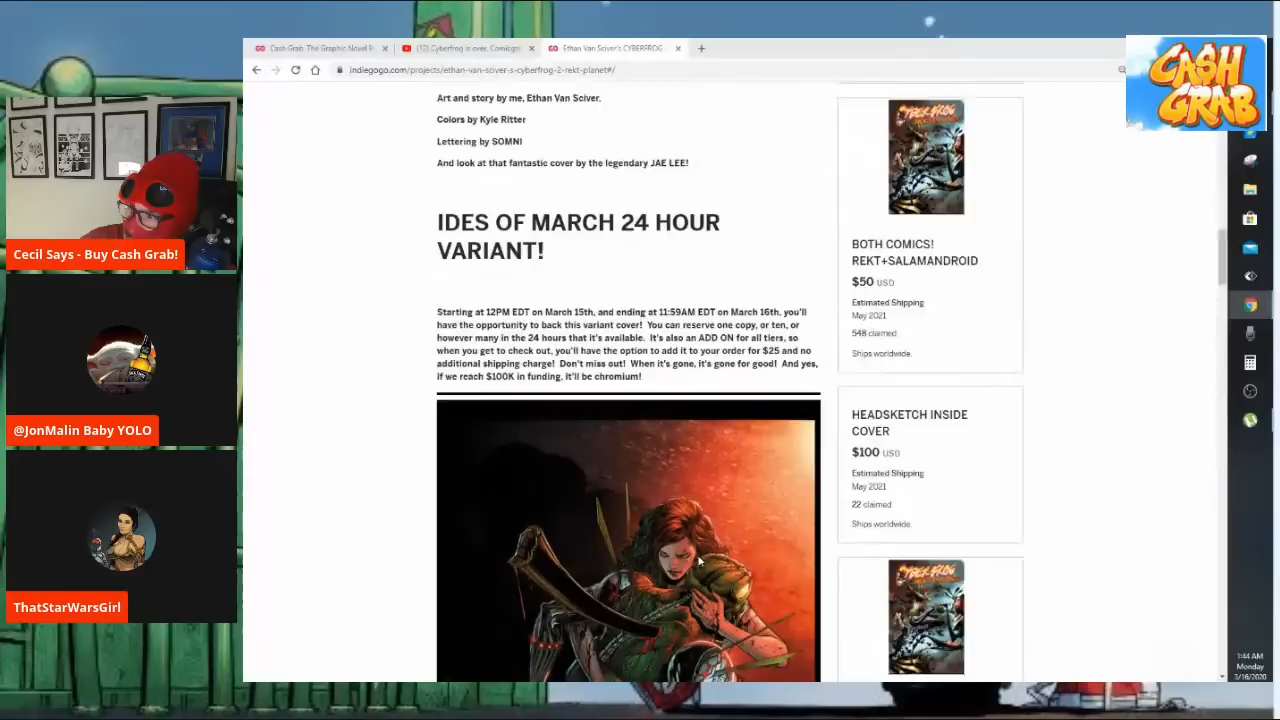 Cash Grab: The Graphic Novel
(12) Cyberfrog is over. Comicsg
Ethan Van Sciver's CYBERFROG
indiegogo.com/projects/ethan-van-sciver-s-cyberfrog-2-rekt-planet#/
CASH
GRAB
Art and story by me, Ethan Van Sciver.
Colors by Kyle Ritter
Lettering by SOMNI
And look at that fantastic cover by the legendary JAE LEE!
IDES OF MARCH 24 HOUR
VARIANT!
Starting at 12PM EDT on March 15th, and ending at 11:59AM EDT on March 16th, you'll
have the opportunity to back this variant cover! You can reserve one copy, or ten, or
however many in the 24 hours that it's available. It's also an ADD ON for all tiers, so
when you get to check out, you'll have the option to add it to your order for $25 and no
additional shipping charge! Don't miss out! When it's gone, it's gone for good! And yes,
if we reach $100K in funding, it'll be chromium!
CYBERFROG
BOTH COMICS!
REKT+SALAMANDROID
$50 USD
Estimated Shipping
May 2021
548 claimed
Ships worldwide.
HEADSKETCH INSIDE
COVER
$100 USD
Estimated Shipping
May 2021
22 claimed
Ships worldwide.
CYBERFROG
Cecil Says - Buy Cash Grab!
@JonMalin Baby YOLO
ThatStarWarsGirl
1:44 AM
Monday
3/16/2020